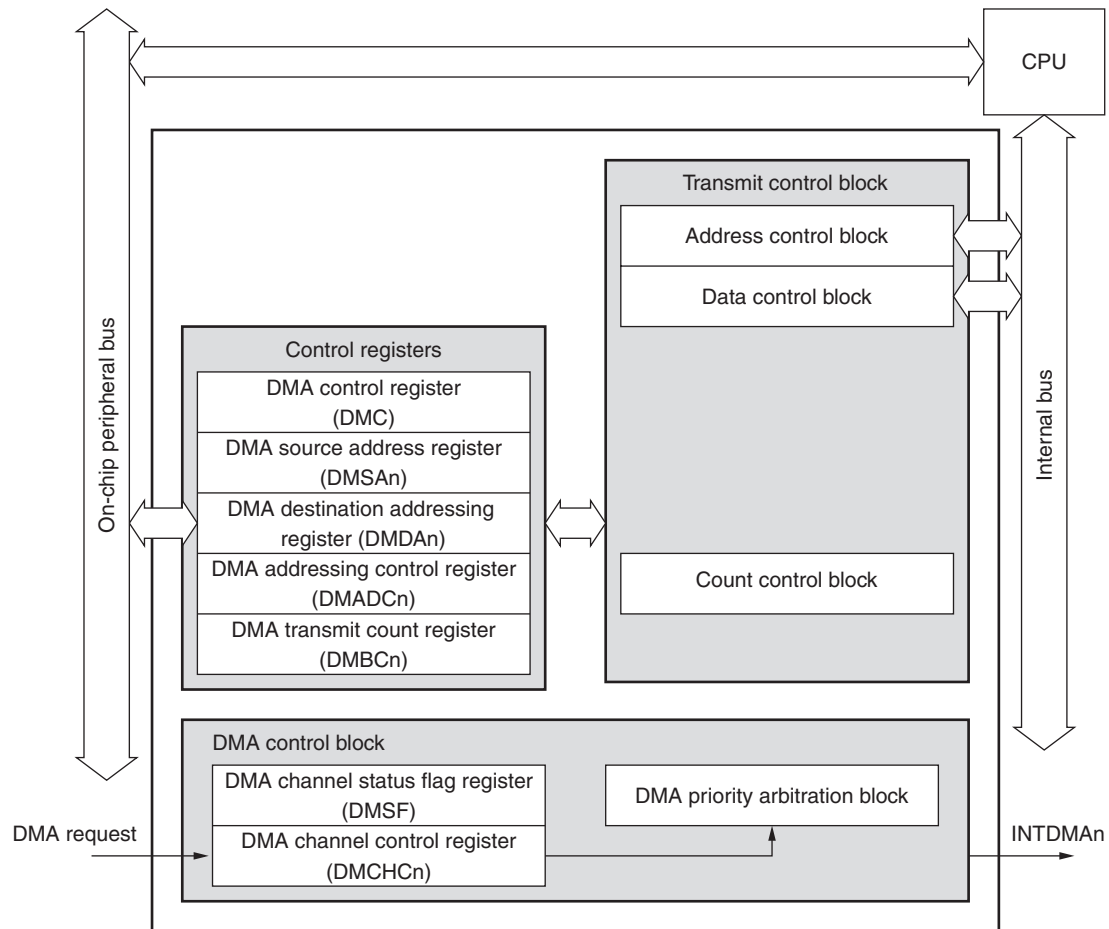 CPU
Transmit control block
Address control block
Data control block
Control registers
DMA control register
(DMC)
DMA source address register
(DMSAn)
DMA destination addressing
register (DMDAn)
DMA addressing control register
(DMADCn)
DMA transmit count register
(DMBCn)
Count control block
On-chip peripheral bus
Internal bus
DMA control block
DMA channel status flag register
(DMSF)
DMA channel control register
(DMCHCn)
DMA priority arbitration block
DMA request
INTDMAn